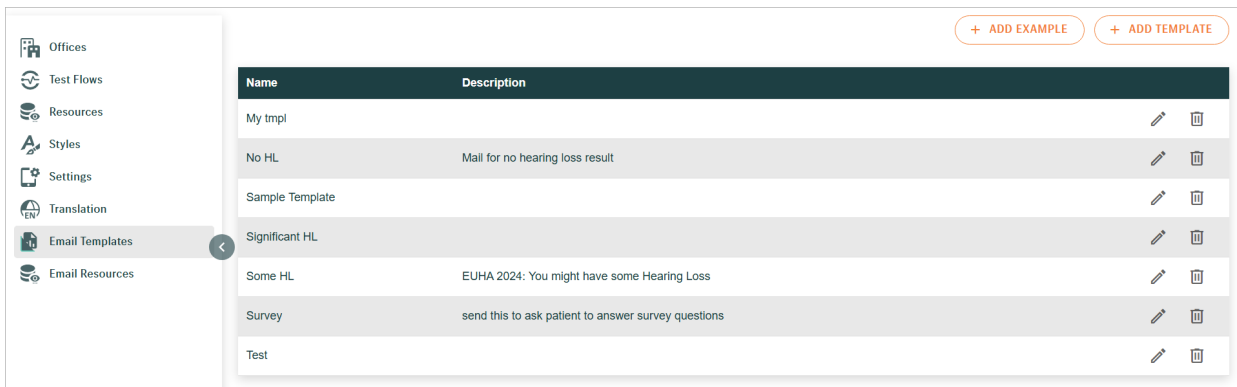 + ADD EXAMPLE + ADD TEMPLATE
Offices
Test Flows
Resources
Styles
Settings
EN Translation
Email Templates
Email Resources
Name Description
My tmpl
No HL Mail for no hearing loss result
Sample Template
Significant HL
Some HL EUHA 2024: You might have some Hearing Loss
Survey send this to ask patient to answer survey questions
Test